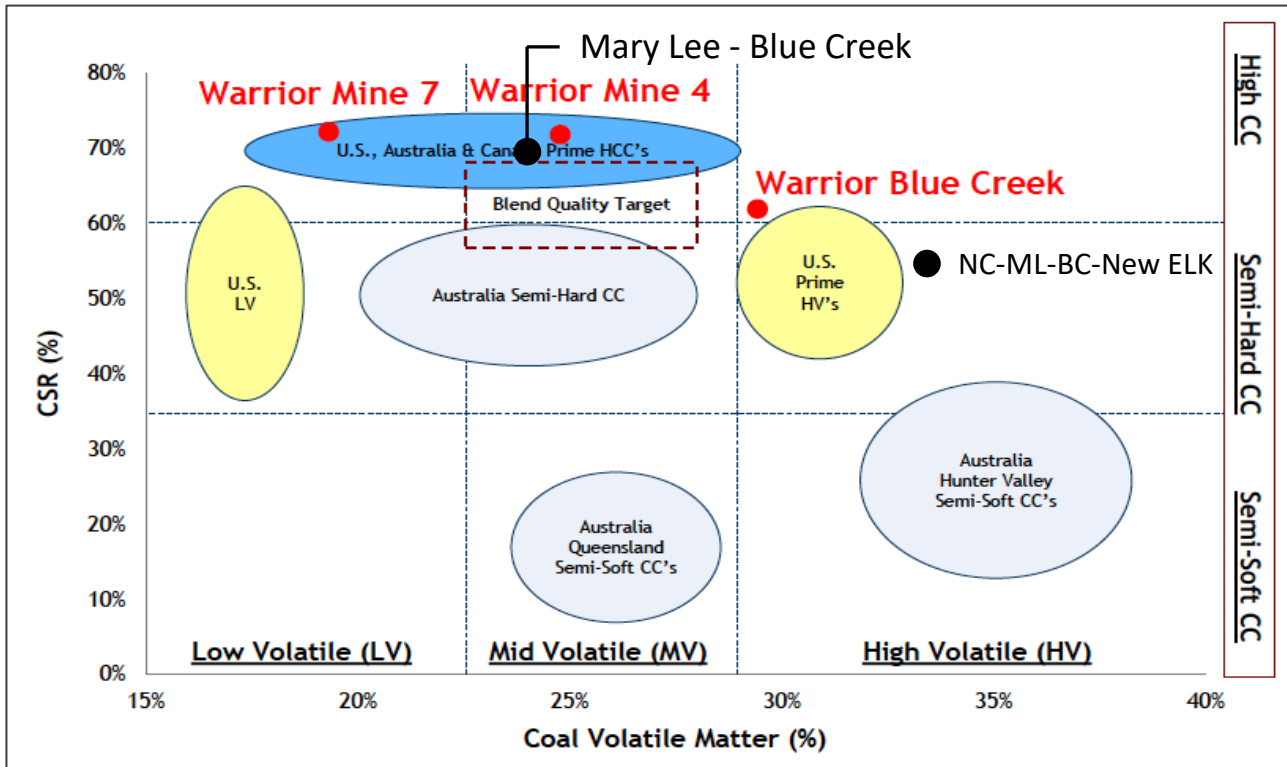 Mary Lee - Blue Creek
80%
70%
60%
50%
40%
30%
20%
10%
0%
CSR (%)
Warrior Mine 7
Warrior Mine 4
U.S., Australia & Prime HCC's
Blend Quality Target
Warrior Blue Creek
U.S.
LV
Australia Semi-Hard CC
U.S.
Prime
HV's
NC-ML-BC-New ELK
Australia
Hunter Valley
Semi-Soft CC's
Australia
Queensland
Semi-Soft CC's
Low Volatile (LV)
Mid Volatile (MV)
High Volatile (HV)
15%
20%
25%
30%
35%
40%
Coal Volatile Matter (%)
High CC
Semi-Hard CC
Semi-Soft CC